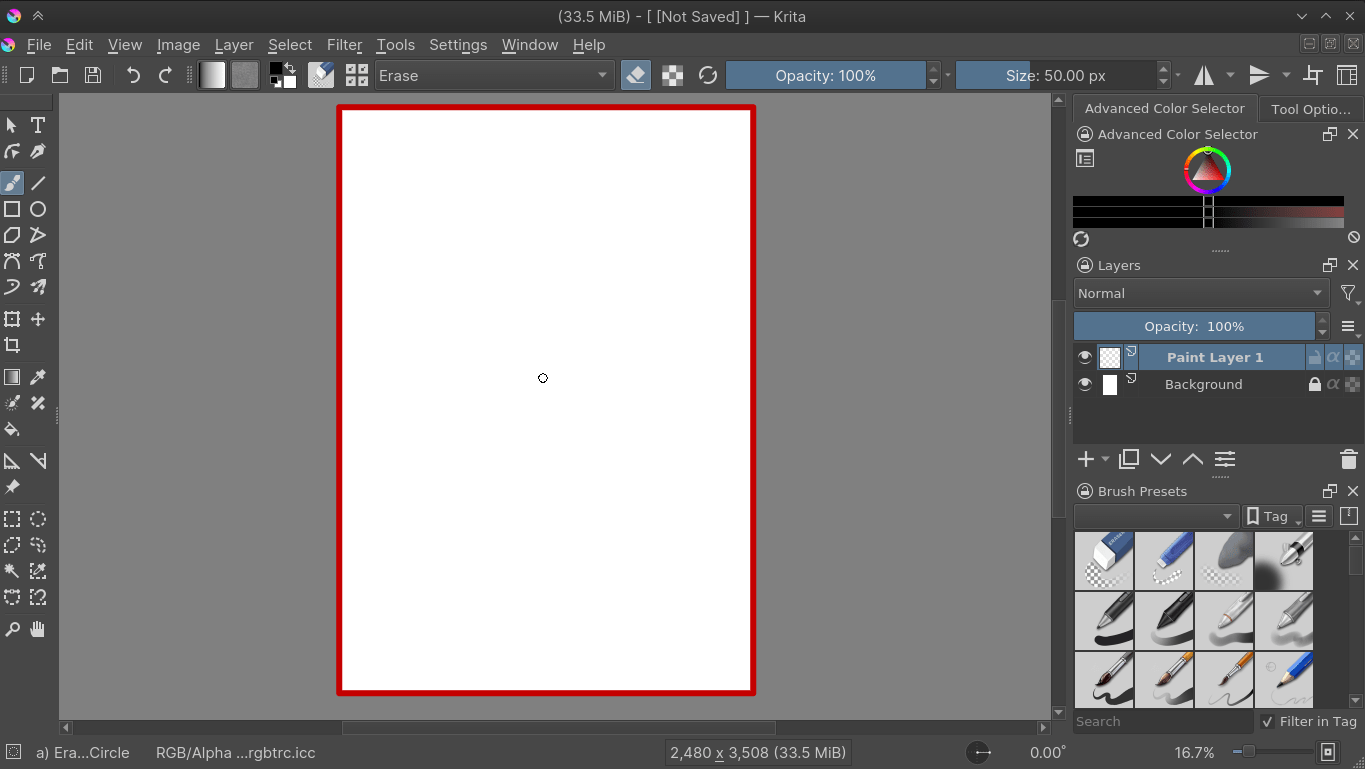 (33.5 MiB) - [ [Not Saved] ] — Krita
File Edit View Image Layer Select Filter Tools Settings Window Help
Erase Opacity: 100% Size: 50.00 px
Advanced Color Selector Tool Optio...
Advanced Color Selector
Layers
Normal
Opacity: 100%
Paint Layer 1
Background
Brush Presets
Tag
Search Filter in Tag
a) Era...Circle RGB/Alpha ...rgbtrc.icc 2,480 x 3,508 (33.5 MiB) 0.00° 16.7%